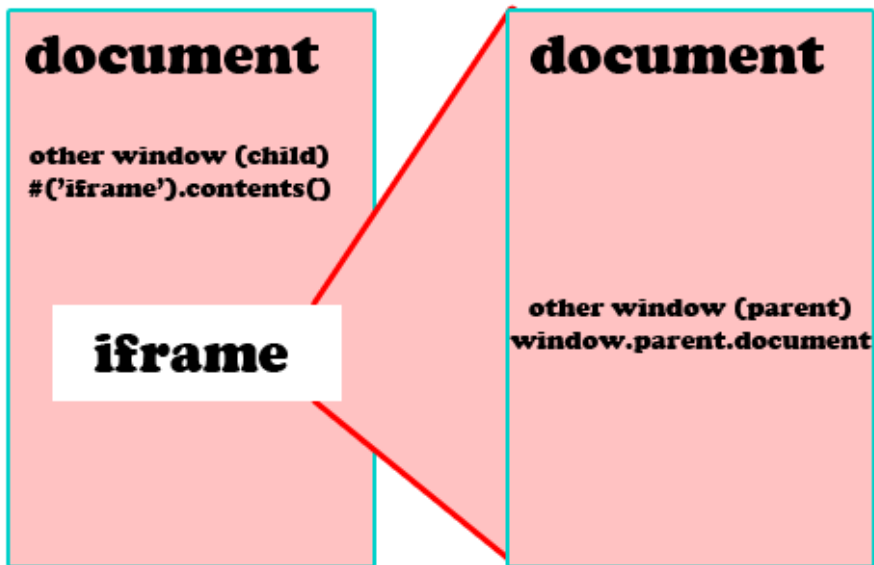 document
other window (child)
#('iframe').contents()
iframe
document
other window (parent)
window.parent.document